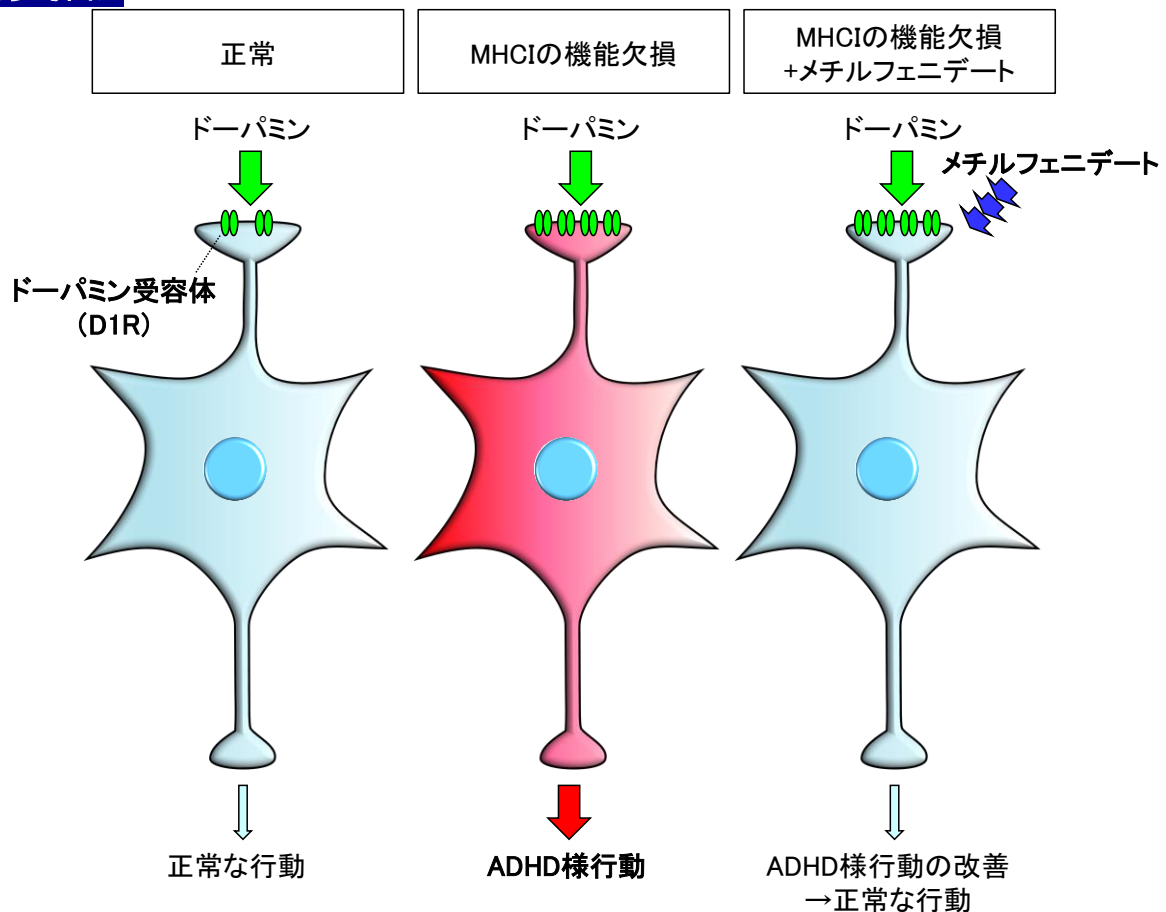 正常
MHCIの機能欠損
MHCIの機能欠損
+メチルフェニデート
ドーパミン
ドーパミン
ドーパミン
メチルフェニデート
ドーパミン受容体
(D1R)
正常な行動
ADHD様行動
ADHD様行動の改善
→正常な行動